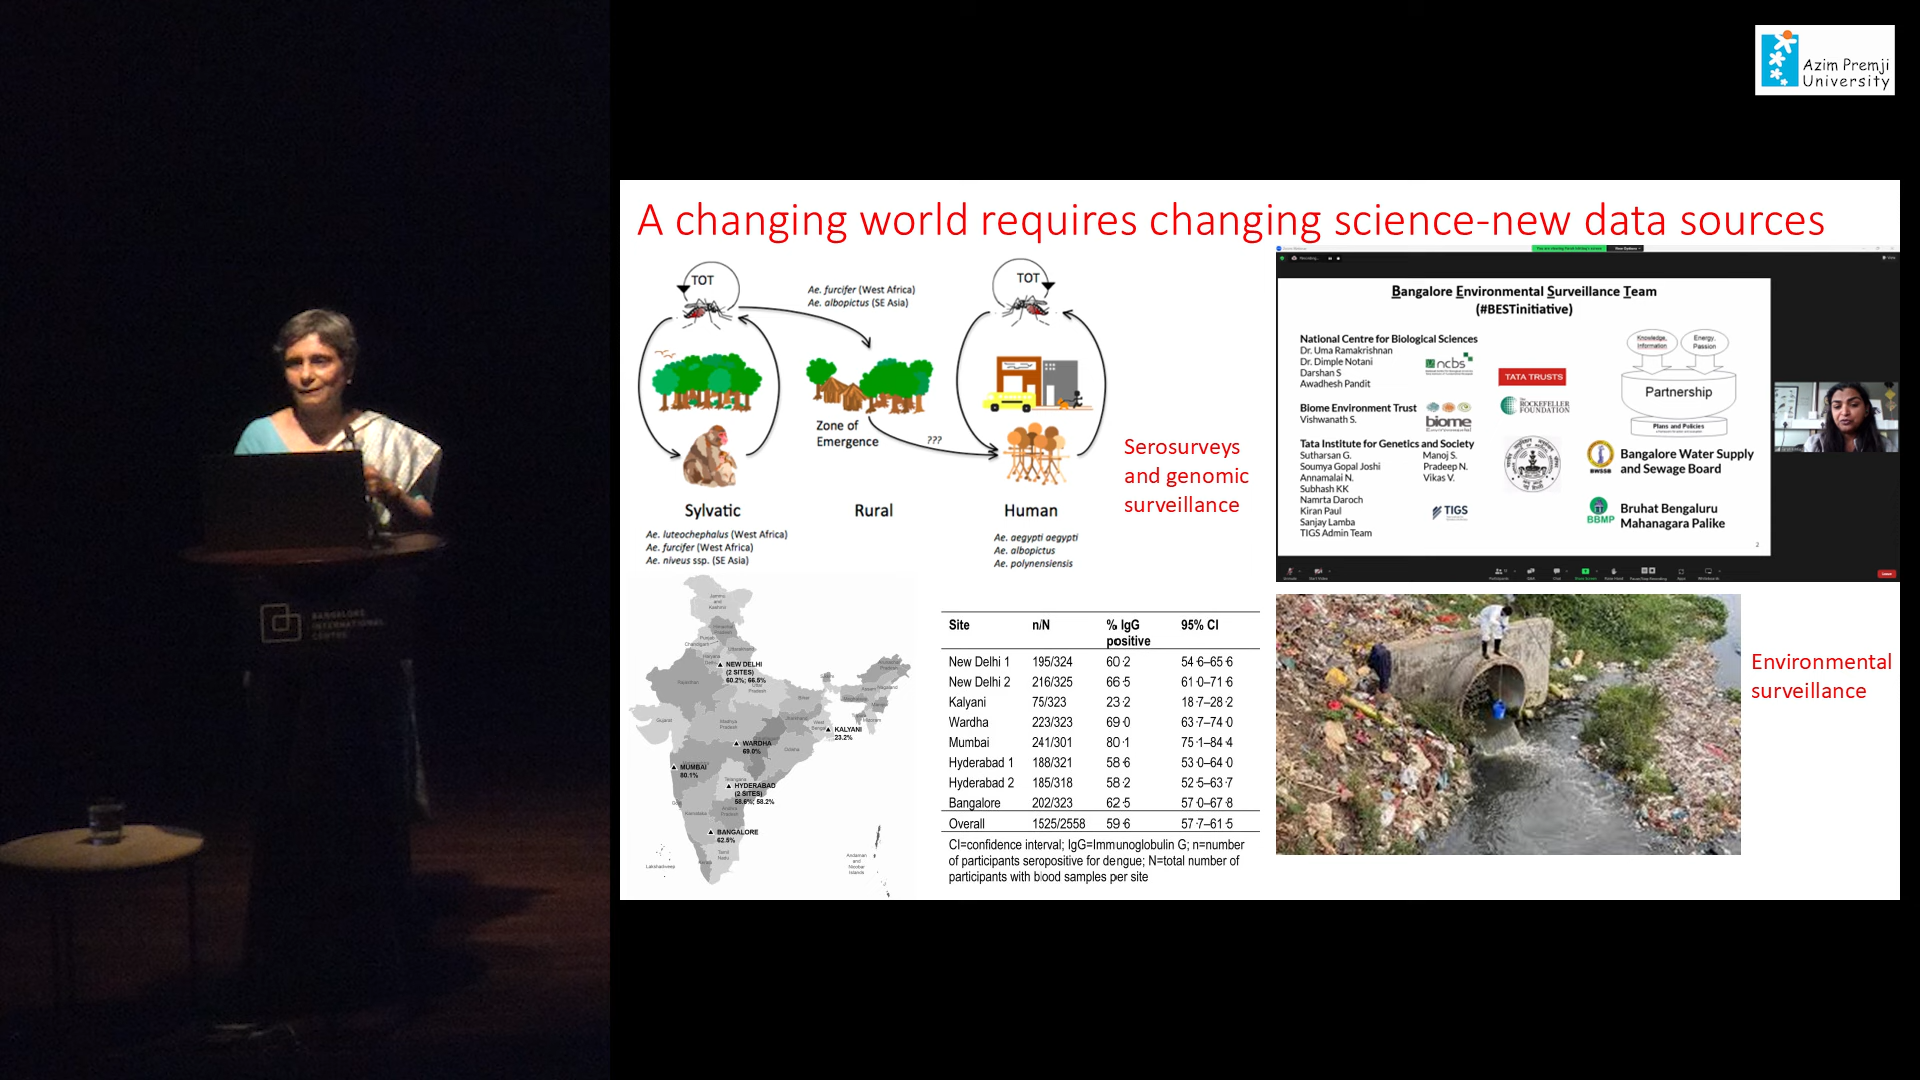 Azim Premji
University
A changing world requires changing science-new data sources
TOT
Ae. furcifer (West Africa)
Ae. albopictus (SE Asia)
TOT
Zone of
Emergence
???
Sylvatic
Rural
Human
Ae. luteochephalus (West Africa)
Ae. furcifer (West Africa)
Ae. niveus ssp. (SE Asia)
Ae. aegypti aegypti
Ae. albopictus
Ae. polynensiensis
Serosurveys
and genomic
surveillance
Bangalore Environmental Surveillance Team
(#BESTinitiative)
National Centre for Biological Sciences
Dr. Uma Ramakrishnan
Dr. Dimple Notani
Darshan S
Awadhesh Pandit
ncbs
TATA TRUSTS
Biome Environment Trust
Vishwanath S.
biome
ROCKEFELLER
FOUNDATION
Tata Institute for Genetics and Society
Sutharsan G.
Soumya Gopal Joshi
Annamalai N.
Subhash KK
Namrta Daroch
Kiran Paul
Sanjay Lamba
TIGS Admin Team
Manoj S.
Pradeep N.
Vikas V.
TIGS
Knowledge,
Information
Energy,
Passion
Partnership
Plans and Policies
BWSSB
Bangalore Water Supply
and Sewage Board
BBMP
Bruhat Bengaluru
Mahanagara Palike
2
NEW DELHI
(2 SITES)
60.2%; 66.5%
KALYANI
23.2%
WARDHA
69.0%
MUMBAI
80.1%
HYDERABAD
(2 SITES)
58.6%; 58.2%
BANGALORE
62.5%
Site n/N % IgG positive 95% CI
New Delhi 1 195/324 60·2 54·6–65·6
New Delhi 2 216/325 66·5 61·0–71·6
Kalyani 75/323 23·2 18·7–28·2
Wardha 223/323 69·0 63·7–74·0
Mumbai 241/301 80·1 75·1–84·4
Hyderabad 1 188/321 58·6 53·0–64·0
Hyderabad 2 185/318 58·2 52·5–63·7
Bangalore 202/323 62·5 57·0–67·8
Overall 1525/2558 59·6 57·7–61·5
CI=confidence interval; IgG=Immunoglobulin G; n=number
of participants seropositive for dengue; N=total number of
participants with blood samples per site
Environmental
surveillance
BANGALORE
INTERNATIONAL
CENTRE